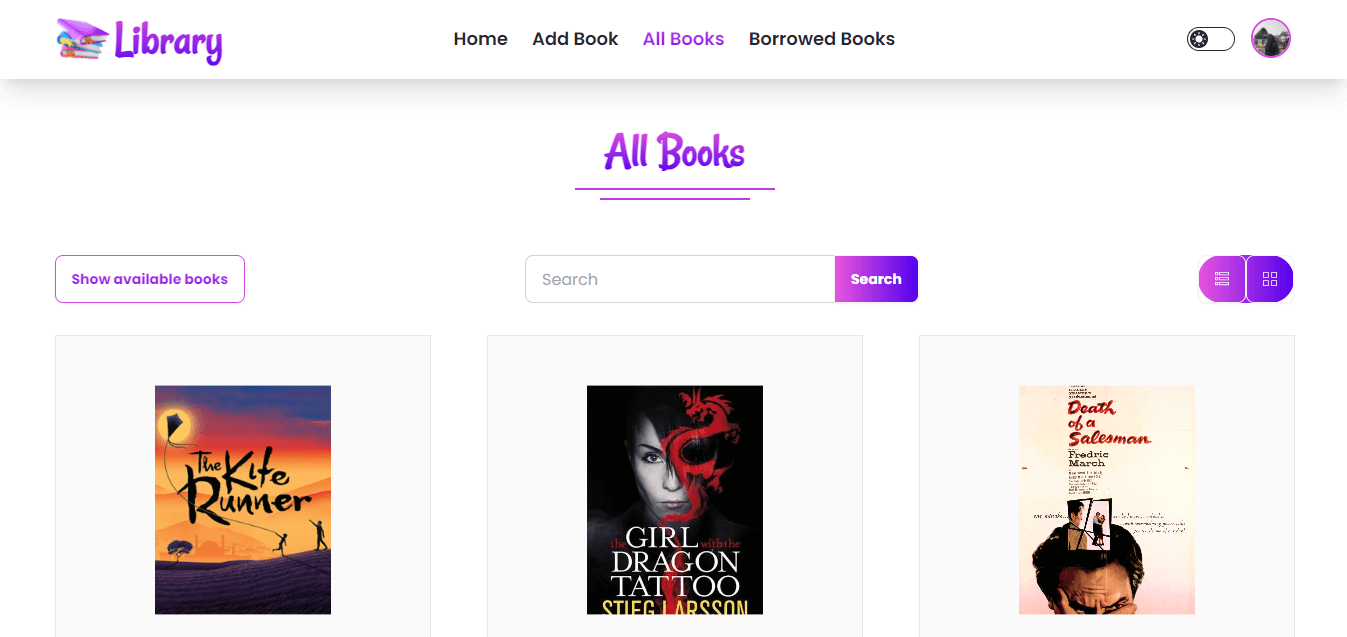 Library
Home
Add Book
All Books
Borrowed Books
All Books
Show available books
Search
Search
The
Kite
Runner
the GIRL with the
DRAGON
TATTOO
STIEG LARSSON
Death
of a
Salesman
Fredric
March